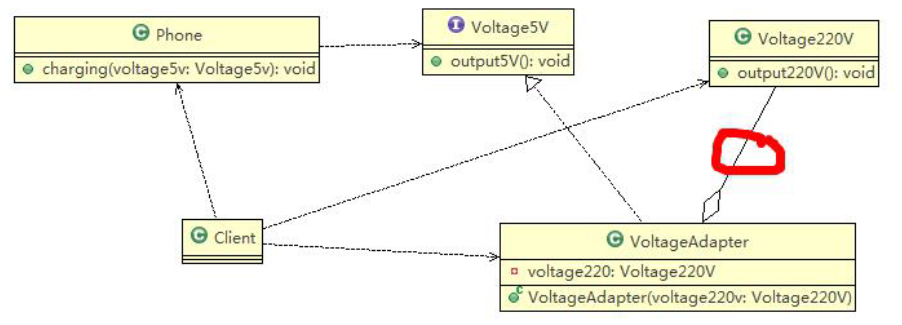 Phone
charging(voltage5v: Voltage5v): void
Voltage5V
output5V(): void
Voltage220V
output220V(): void
Client
VoltageAdapter
voltage220: Voltage220V
VoltageAdapter(voltage220v: Voltage220V)